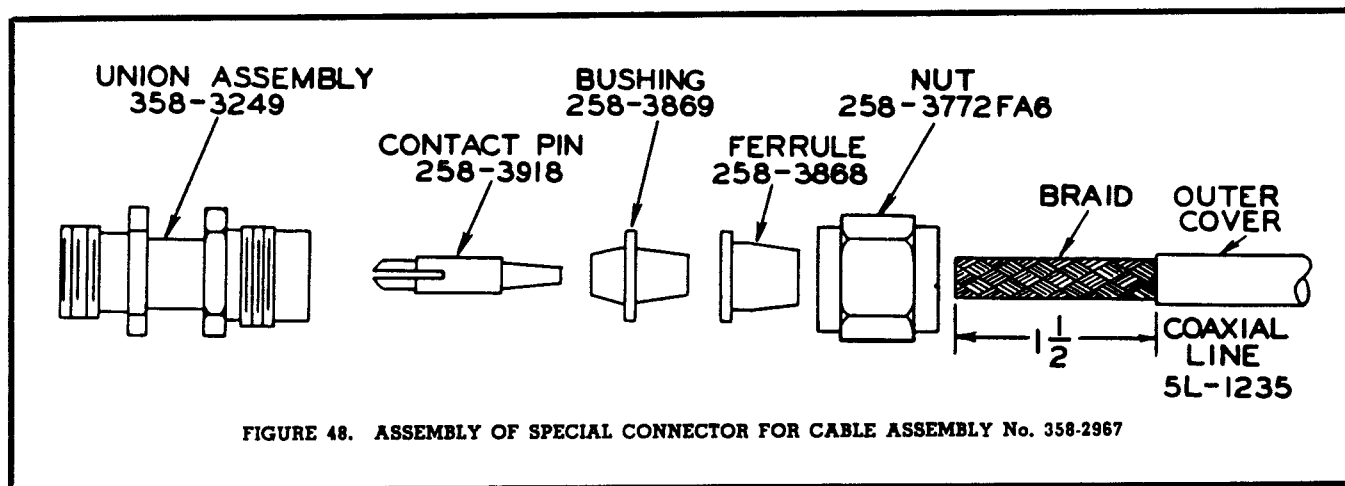 UNION ASSEMBLY
358-3249
CONTACT PIN
258-3918
BUSHING
258-3869
FERRULE
258-3868
NUT
258-3772FA6
BRAID
OUTER
COVER
1 1/2
COAXIAL
LINE
5L-1235
FIGURE 48. ASSEMBLY OF SPECIAL CONNECTOR FOR CABLE ASSEMBLY No. 358-2967